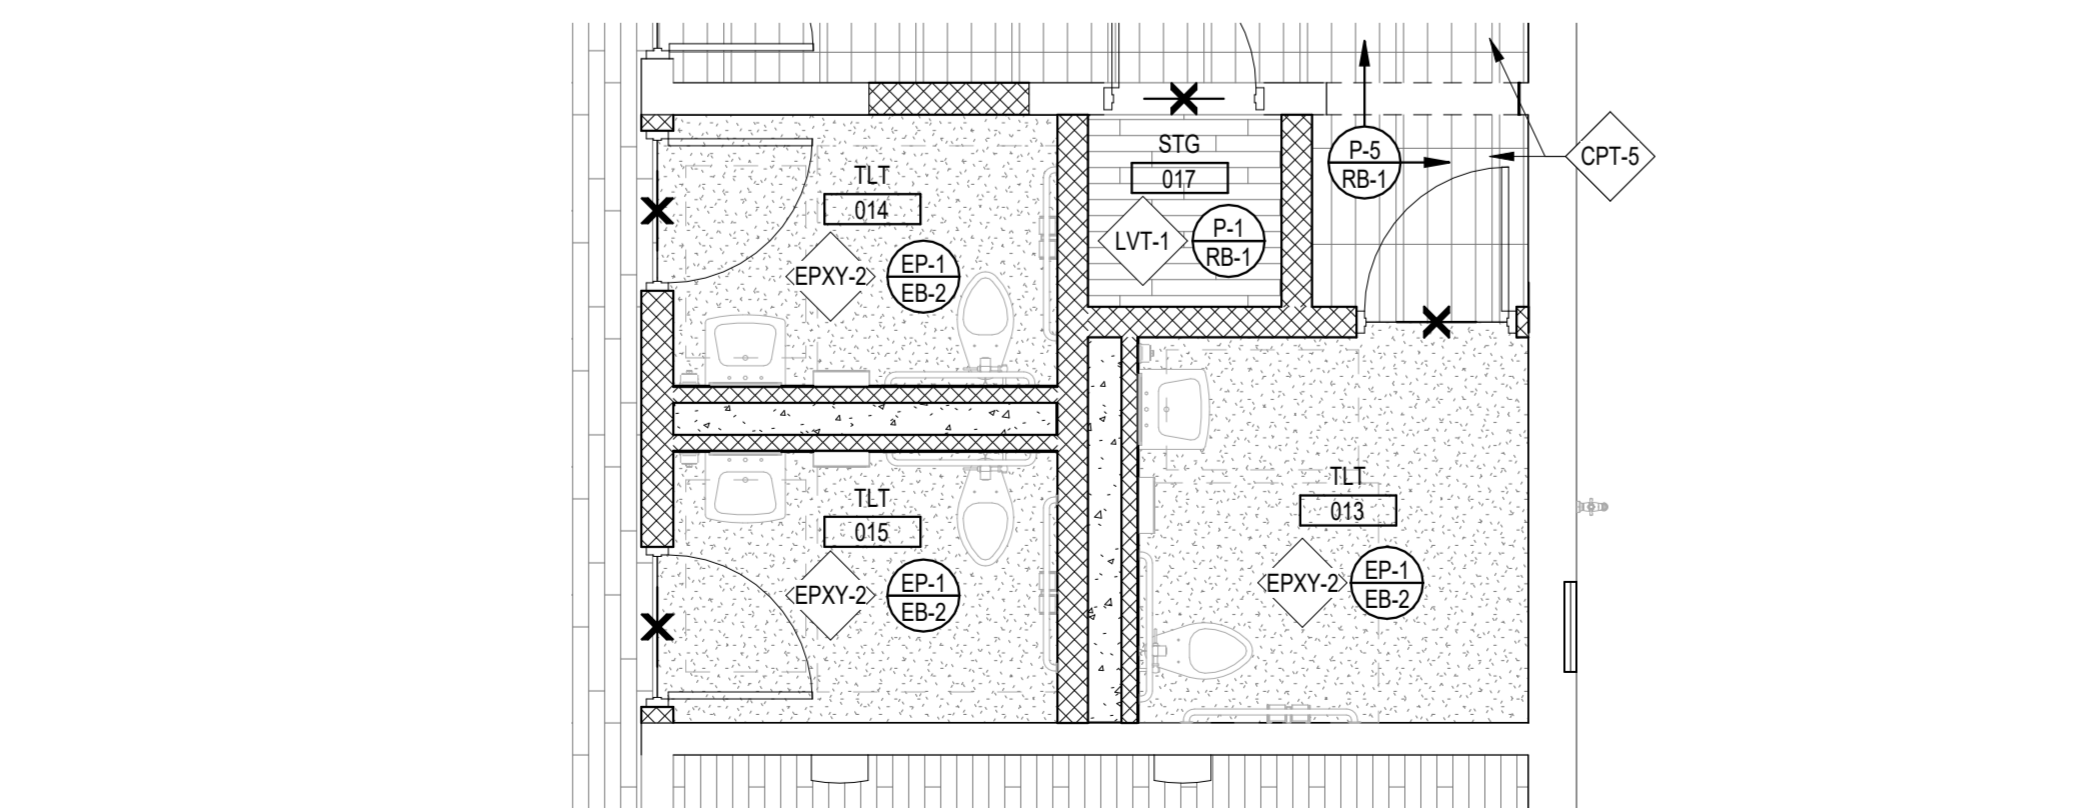 STG
017
P-5
RB-1
CPT-5
TLT
014
LVT-1
P-1
RB-1
EPXY-2
EP-1
EB-2
TLT
015
TLT
013
EPXY-2
EP-1
EB-2
EPXY-2
EP-1
EB-2